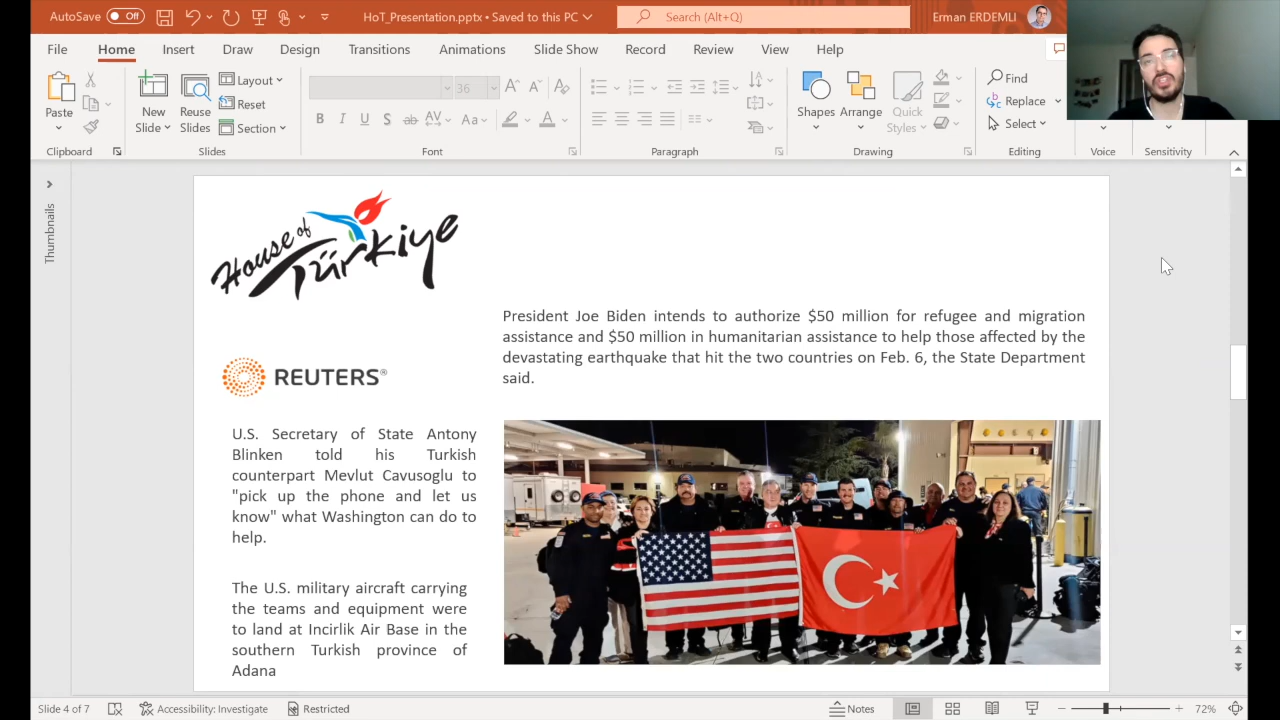 AutoSave Off HoT_Presentation.pptx • Saved to this PC Search (Alt+Q) Erman ERDEMLI
File Home Insert Draw Design Transitions Animations Slide Show Record Review View Help
Paste
New Slide
Reuse Slides
Layout
Reset
Section
36
Shapes
Arrange
Quick Styles
Find
Replace
Select
Clipboard Slides Font Paragraph Drawing Editing Voice Sensitivity
Thumbnails
House of
Türkiye
President Joe Biden intends to authorize $50 million for refugee and migration
assistance and $50 million in humanitarian assistance to help those affected by the
devastating earthquake that hit the two countries on Feb. 6, the State Department
said.
REUTERS®
U.S. Secretary of State Antony
Blinken told his Turkish
counterpart Mevlut Cavusoglu to
"pick up the phone and let us
know" what Washington can do to
help.
The U.S. military aircraft carrying
the teams and equipment were
to land at Incirlik Air Base in the
southern Turkish province of
Adana
Slide 4 of 7 Accessibility: Investigate Restricted Notes 72%